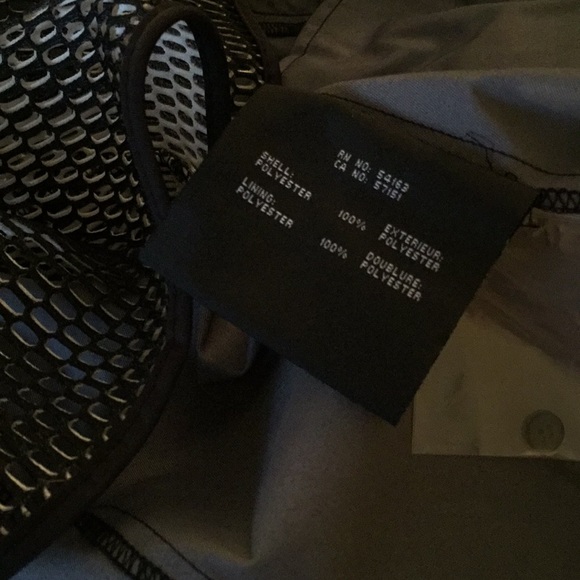 RN NO: 54163
CA NO: 57151
SHELL:
POLYESTER 100% EXTERIEUR:
POLYESTER
LINING:
POLYESTER 100% DOUBLURE:
POLYESTER